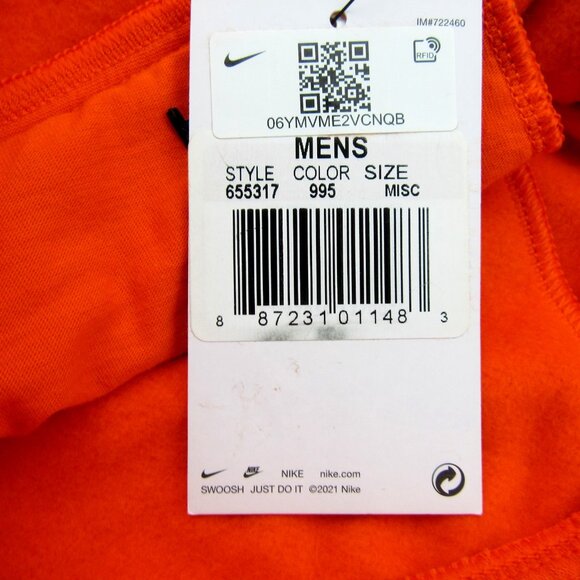 IM#722460
RFID
06YMVME2VCNQB
MENS
STYLE COLOR SIZE
655317 995 MISC
8 87231 01148 3
NIKE NIKE nike.com
SWOOSH JUST DO IT ©2021 Nike